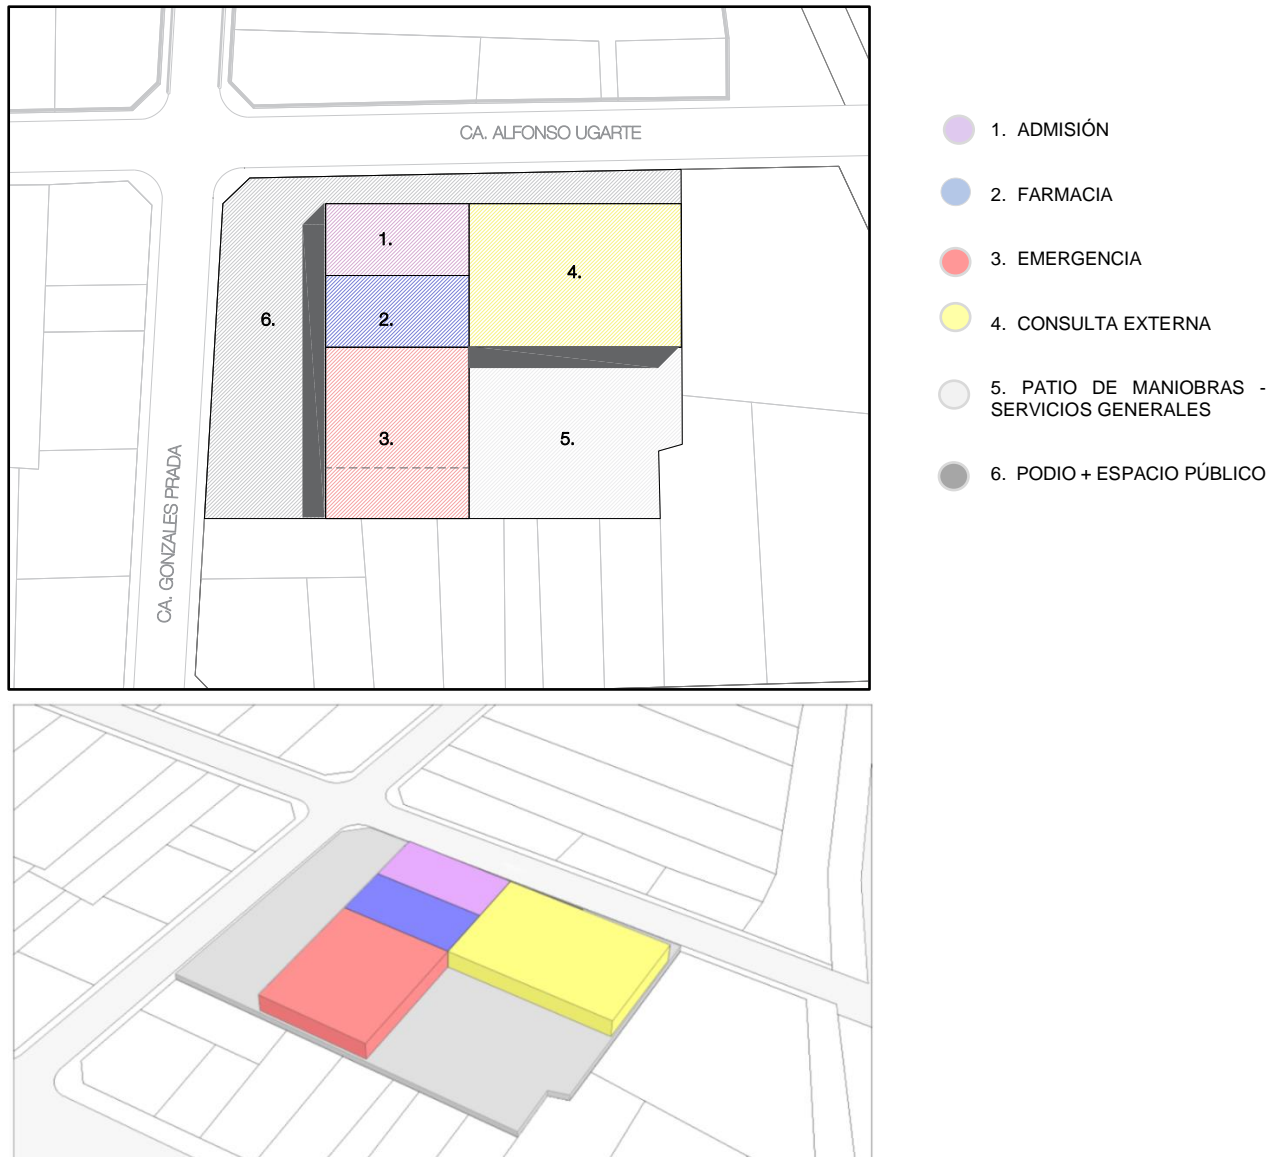 CA. ALFONSO UGARTE
1.
2.
3.
4.
5.
6.
CA. GONZALES PRADA
1. ADMISIÓN
2. FARMACIA
3. EMERGENCIA
4. CONSULTA EXTERNA
5. PATIO DE MANIOBRAS -
SERVICIOS GENERALES
6. PODIO + ESPACIO PÚBLICO